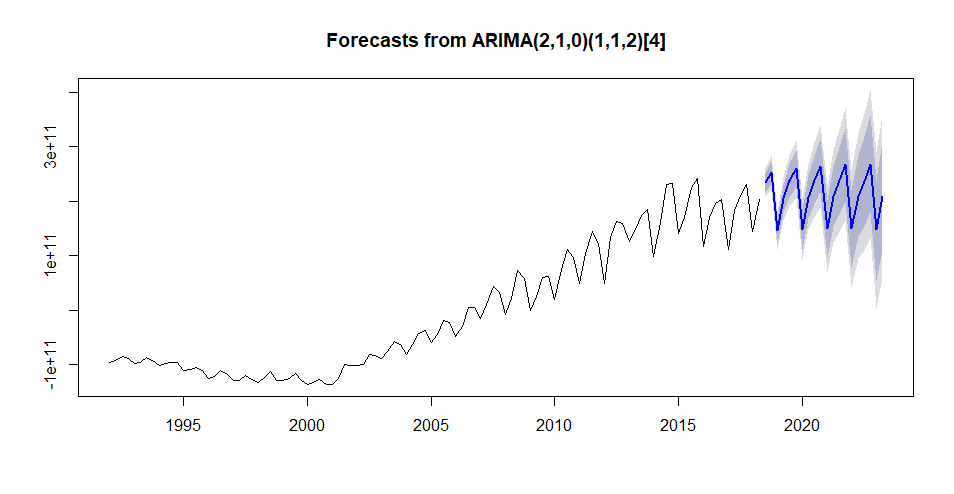 Forecasts from ARIMA(2,1,0)(1,1,2)[4]
3e+11
1e+11
-1e+11
1995 2000 2005 2010 2015 2020